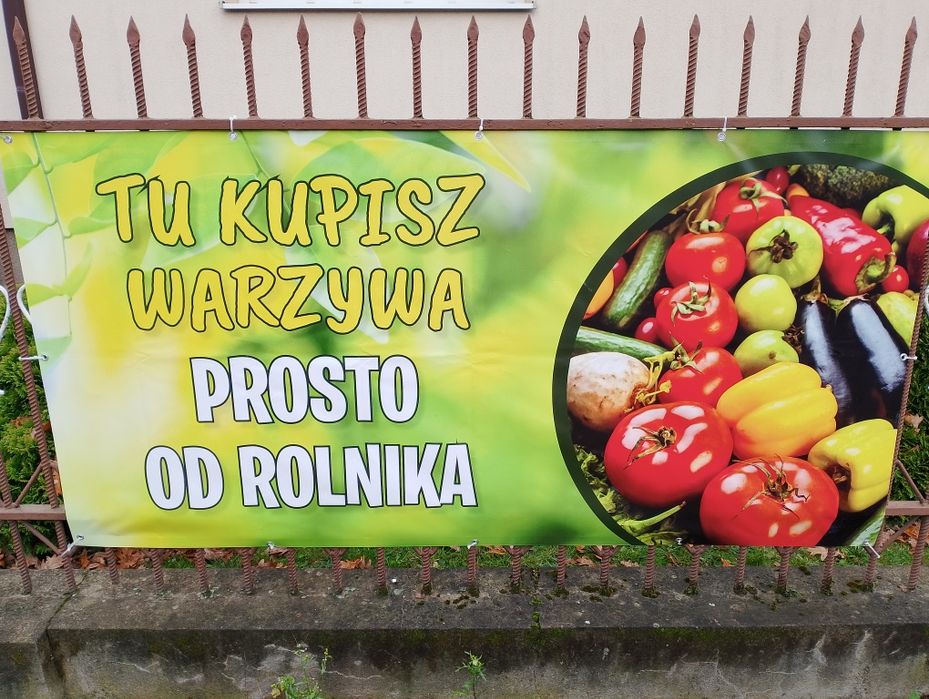 TU KUPISZ
WARZYWA
PROSTO
OD ROLNIKA